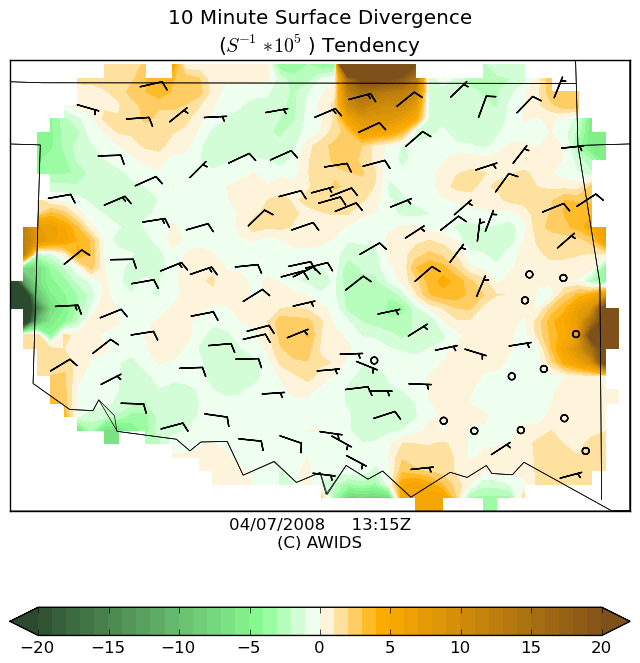 10 Minute Surface Divergence
(S⁻¹ *10⁵ ) Tendency
04/07/2008 13:15Z
(C) AWIDS
−20 −15 −10 −5 0 5 10 15 20